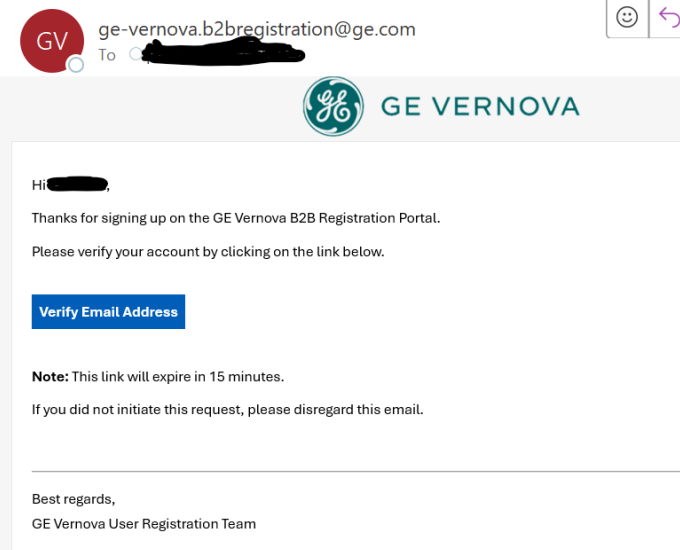 GV
ge-vernova.b2bregistration@ge.com
To
GE GE VERNOVA
Hi ,
Thanks for signing up on the GE Vernova B2B Registration Portal.
Please verify your account by clicking on the link below.
Verify Email Address
Note: This link will expire in 15 minutes.
If you did not initiate this request, please disregard this email.
Best regards,
GE Vernova User Registration Team